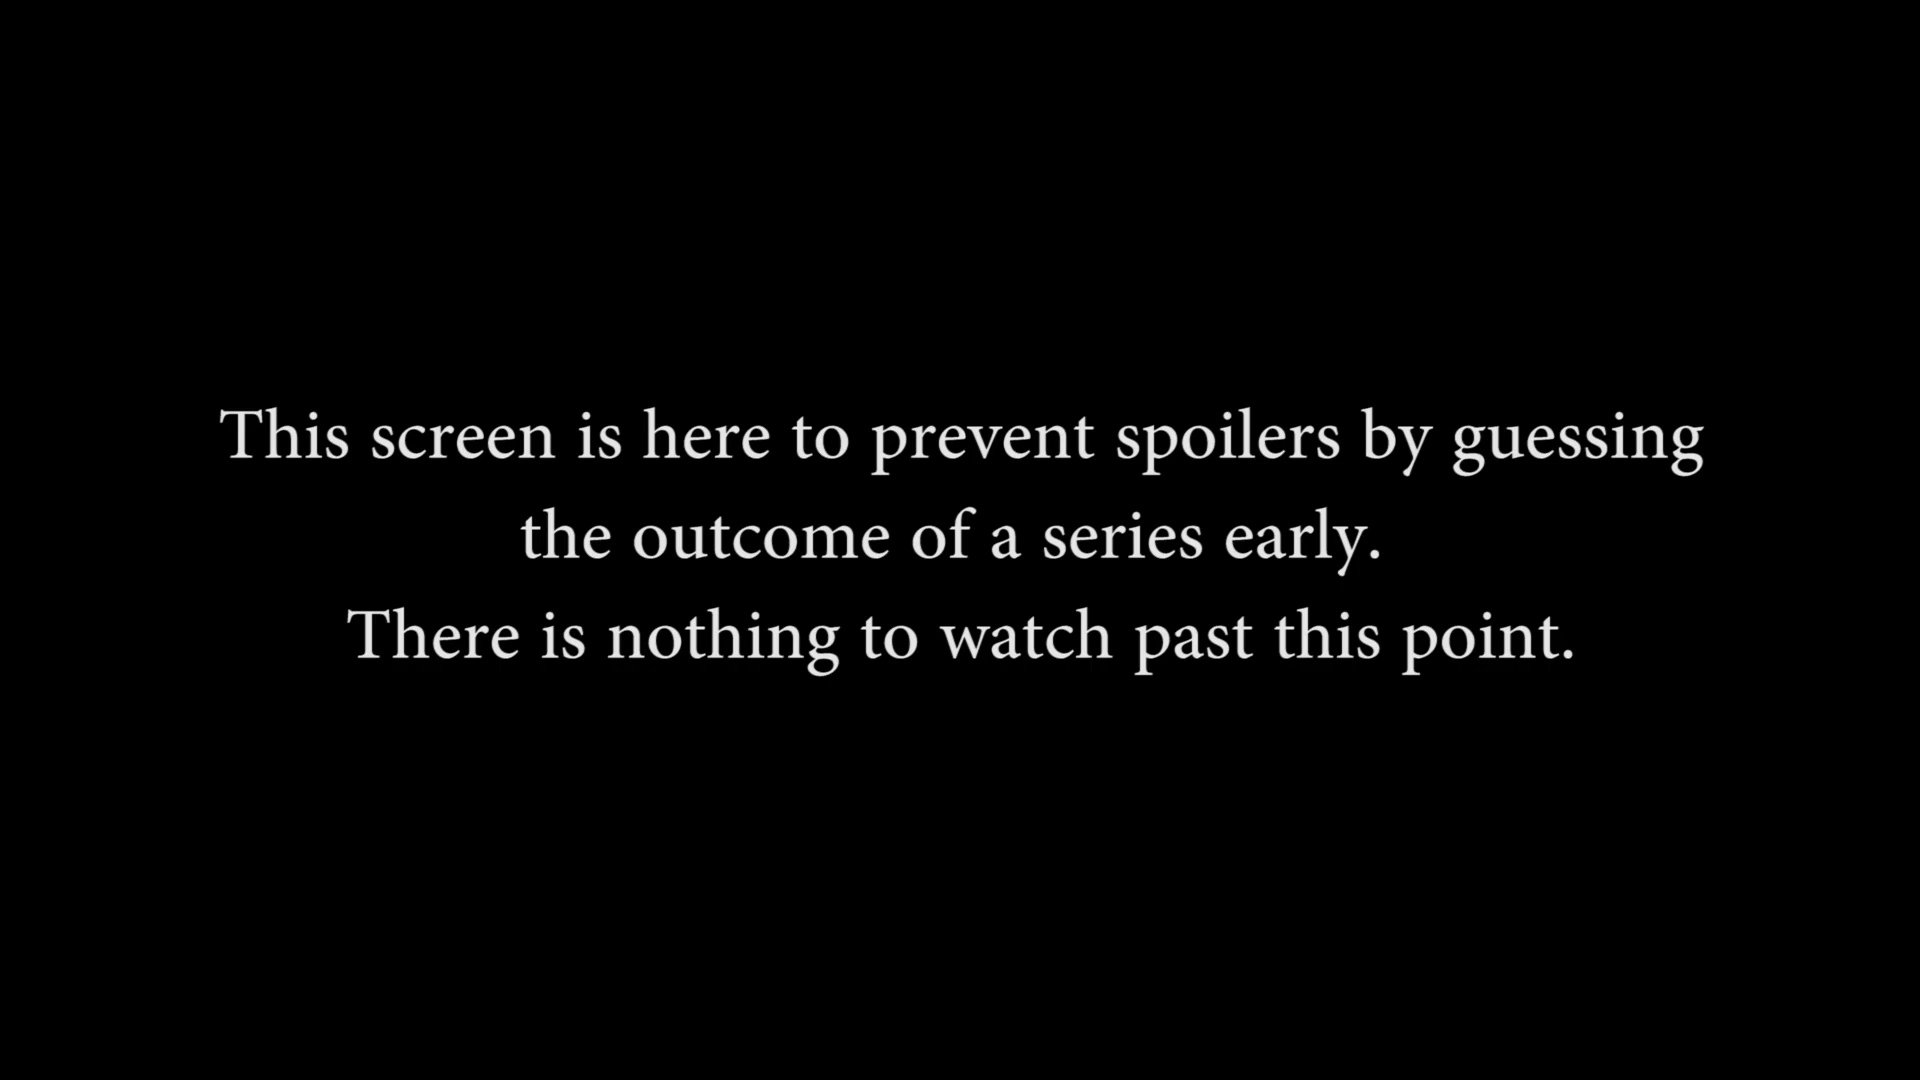 This screen is here to prevent spoilers by guessing
the outcome of a series early.
There is nothing to watch past this point.